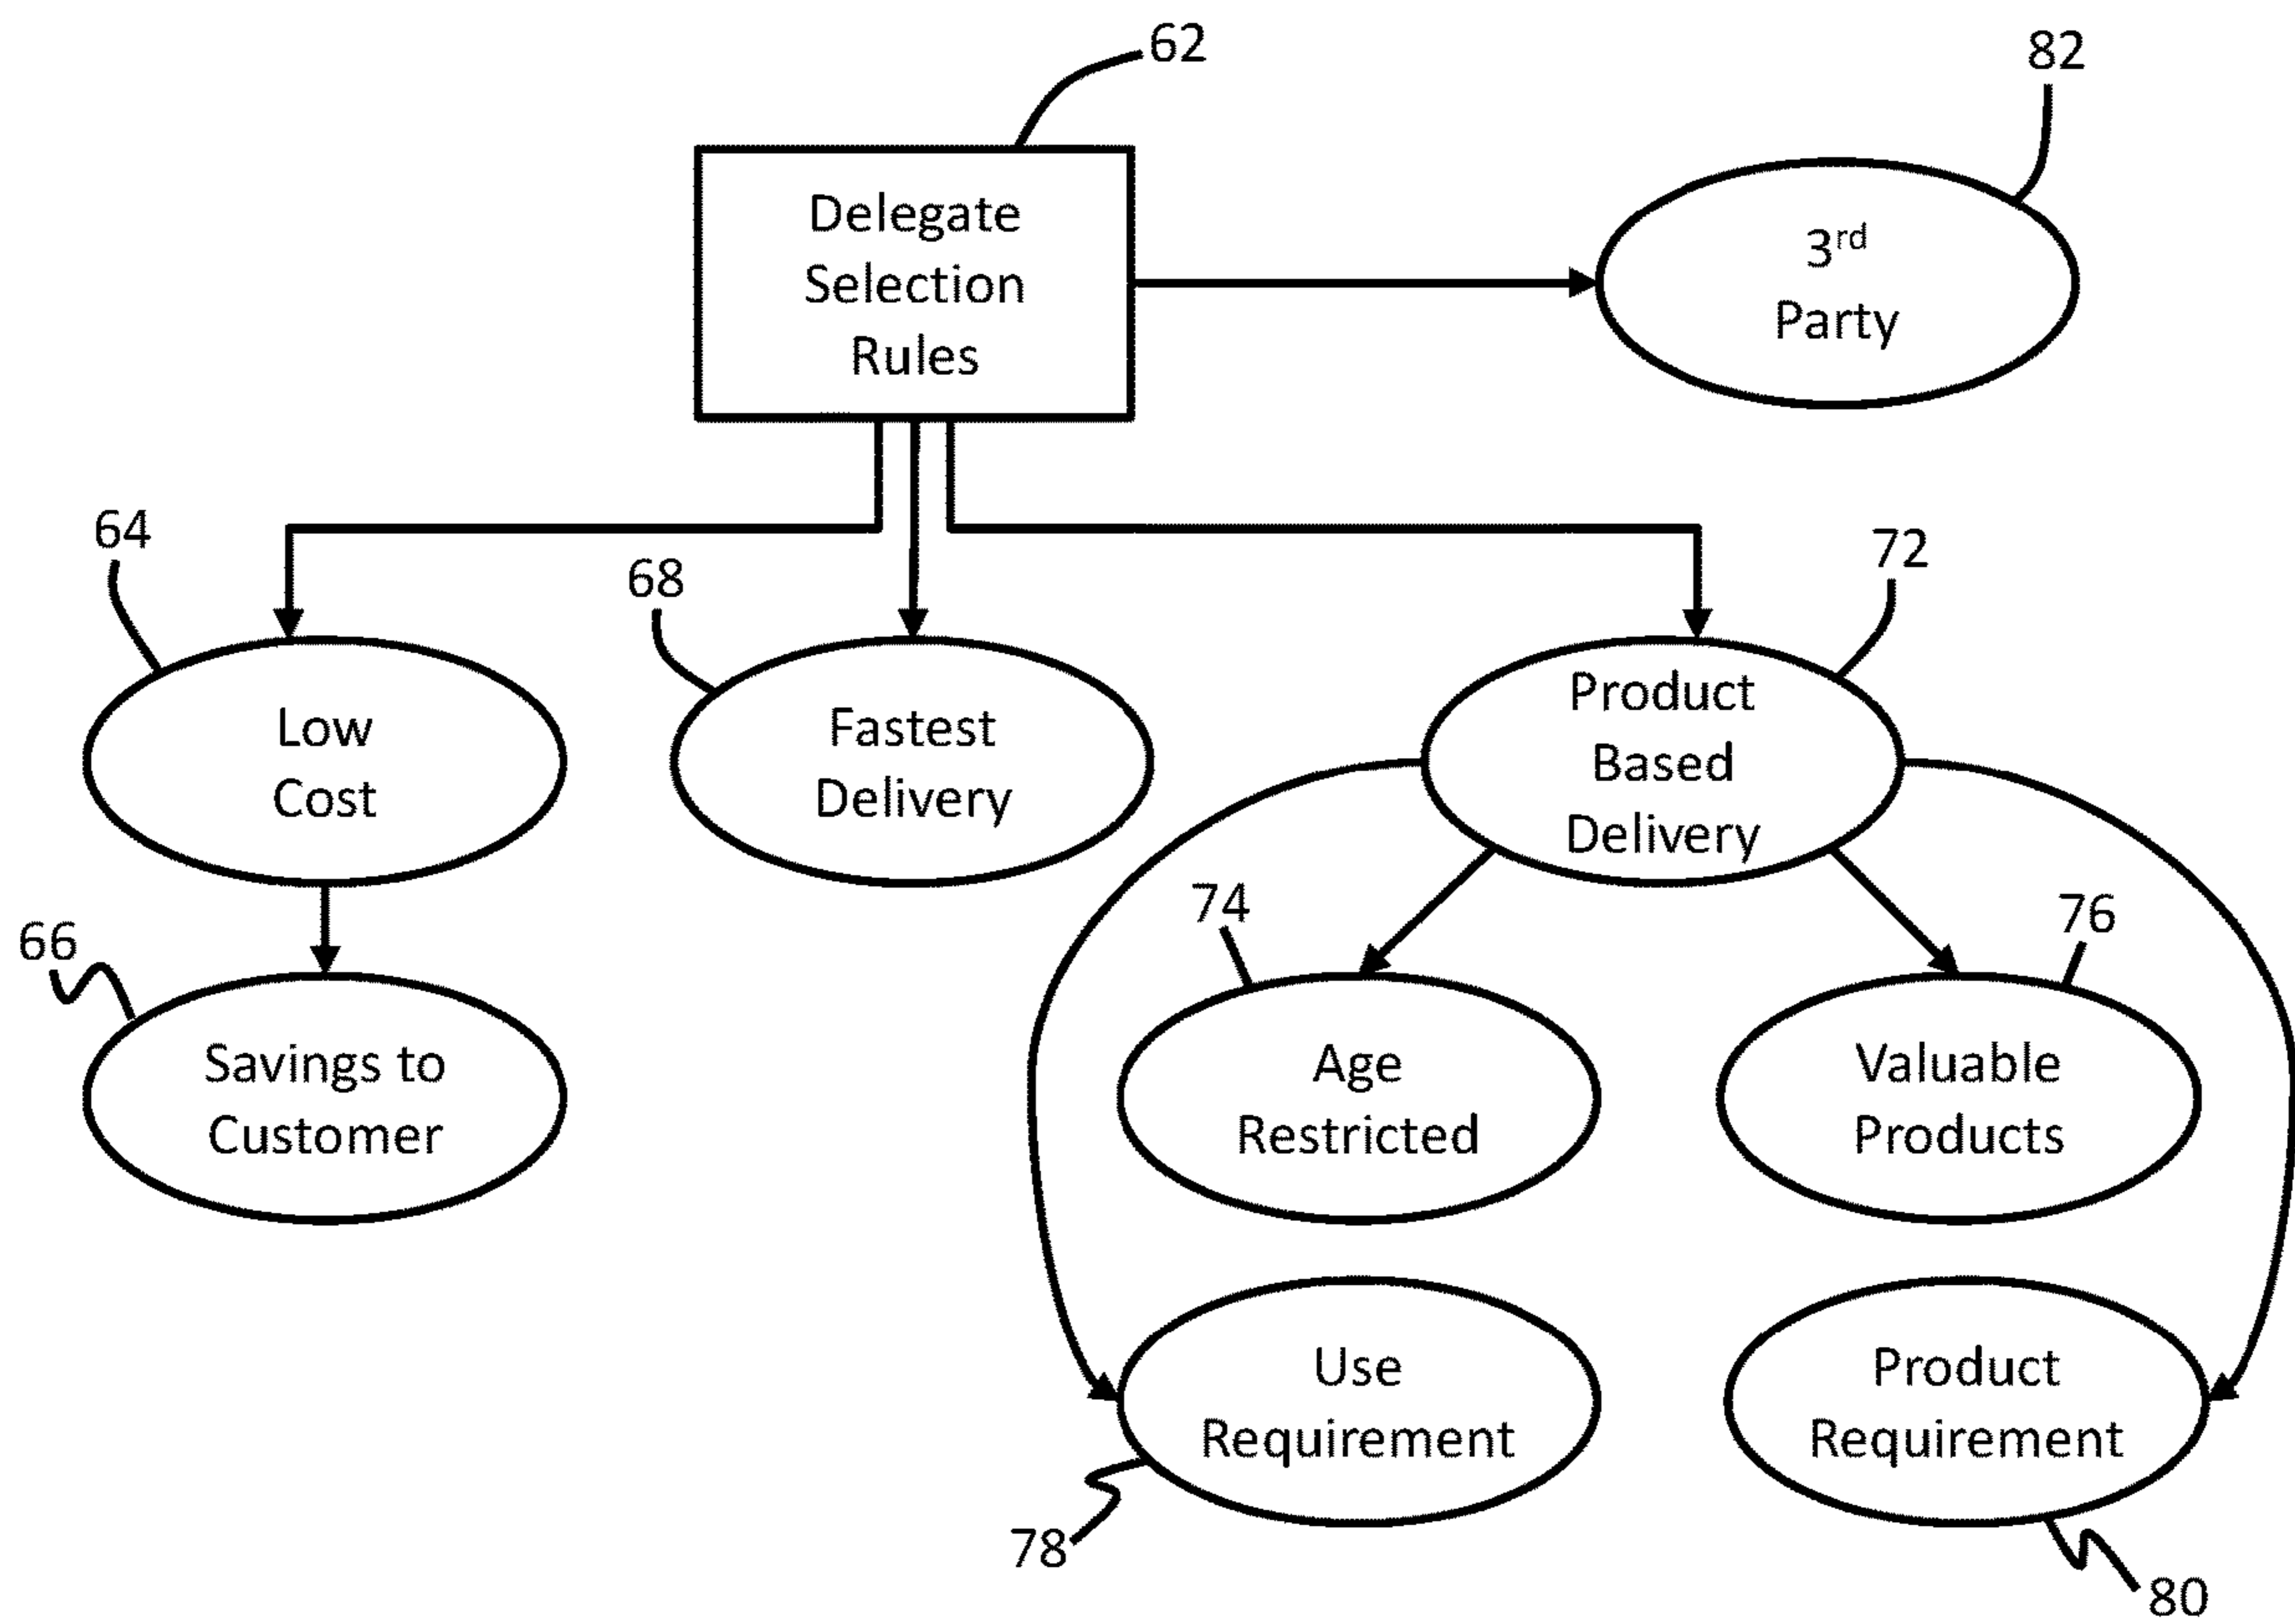 62
82
Delegate
Selection
Rules
3rd
Party
64
68
72
Low
Cost
Fastest
Delivery
Product
Based
Delivery
66
74
76
Savings to
Customer
Age
Restricted
Valuable
Products
Use
Requirement
Product
Requirement
78
80